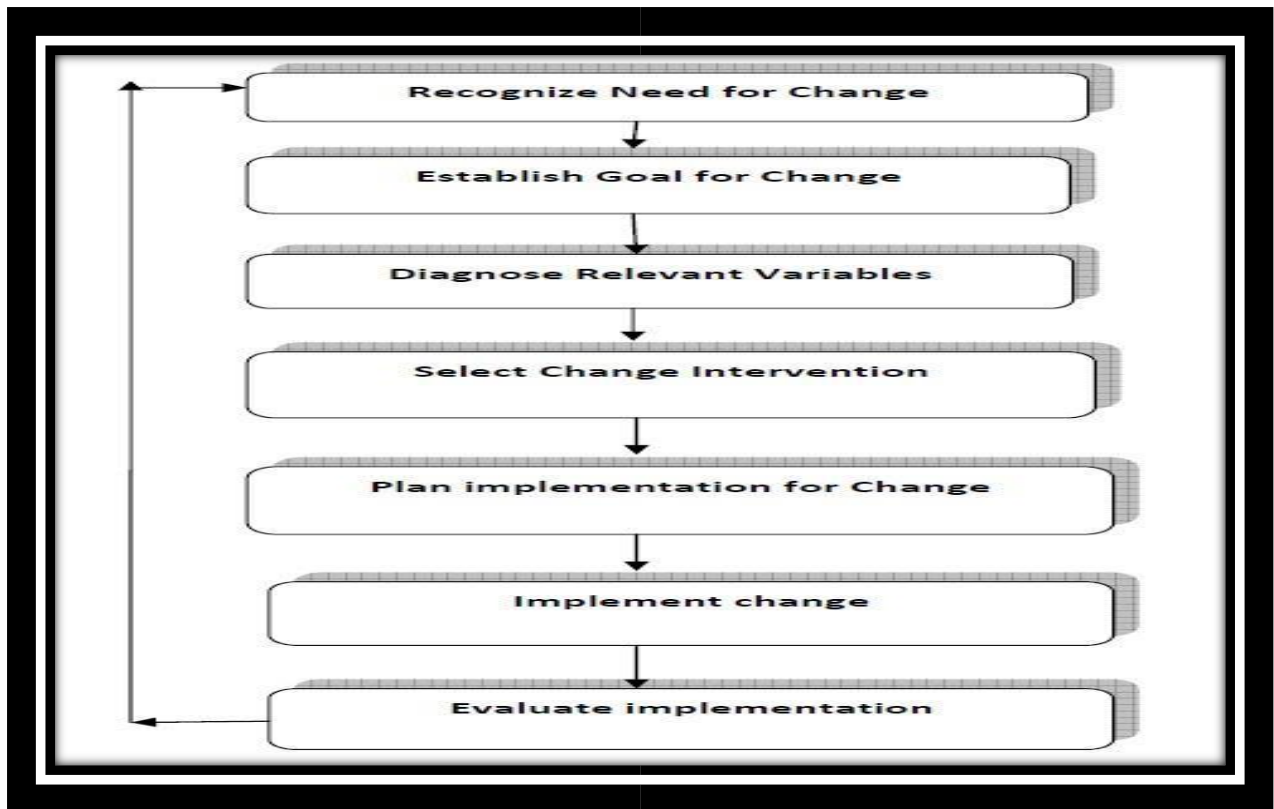 Recognize Need for Change
Establish Goal for Change
Diagnose Relevant Variables
Select Change Intervention
Plan implementation for Change
Implement change
Evaluate implementation